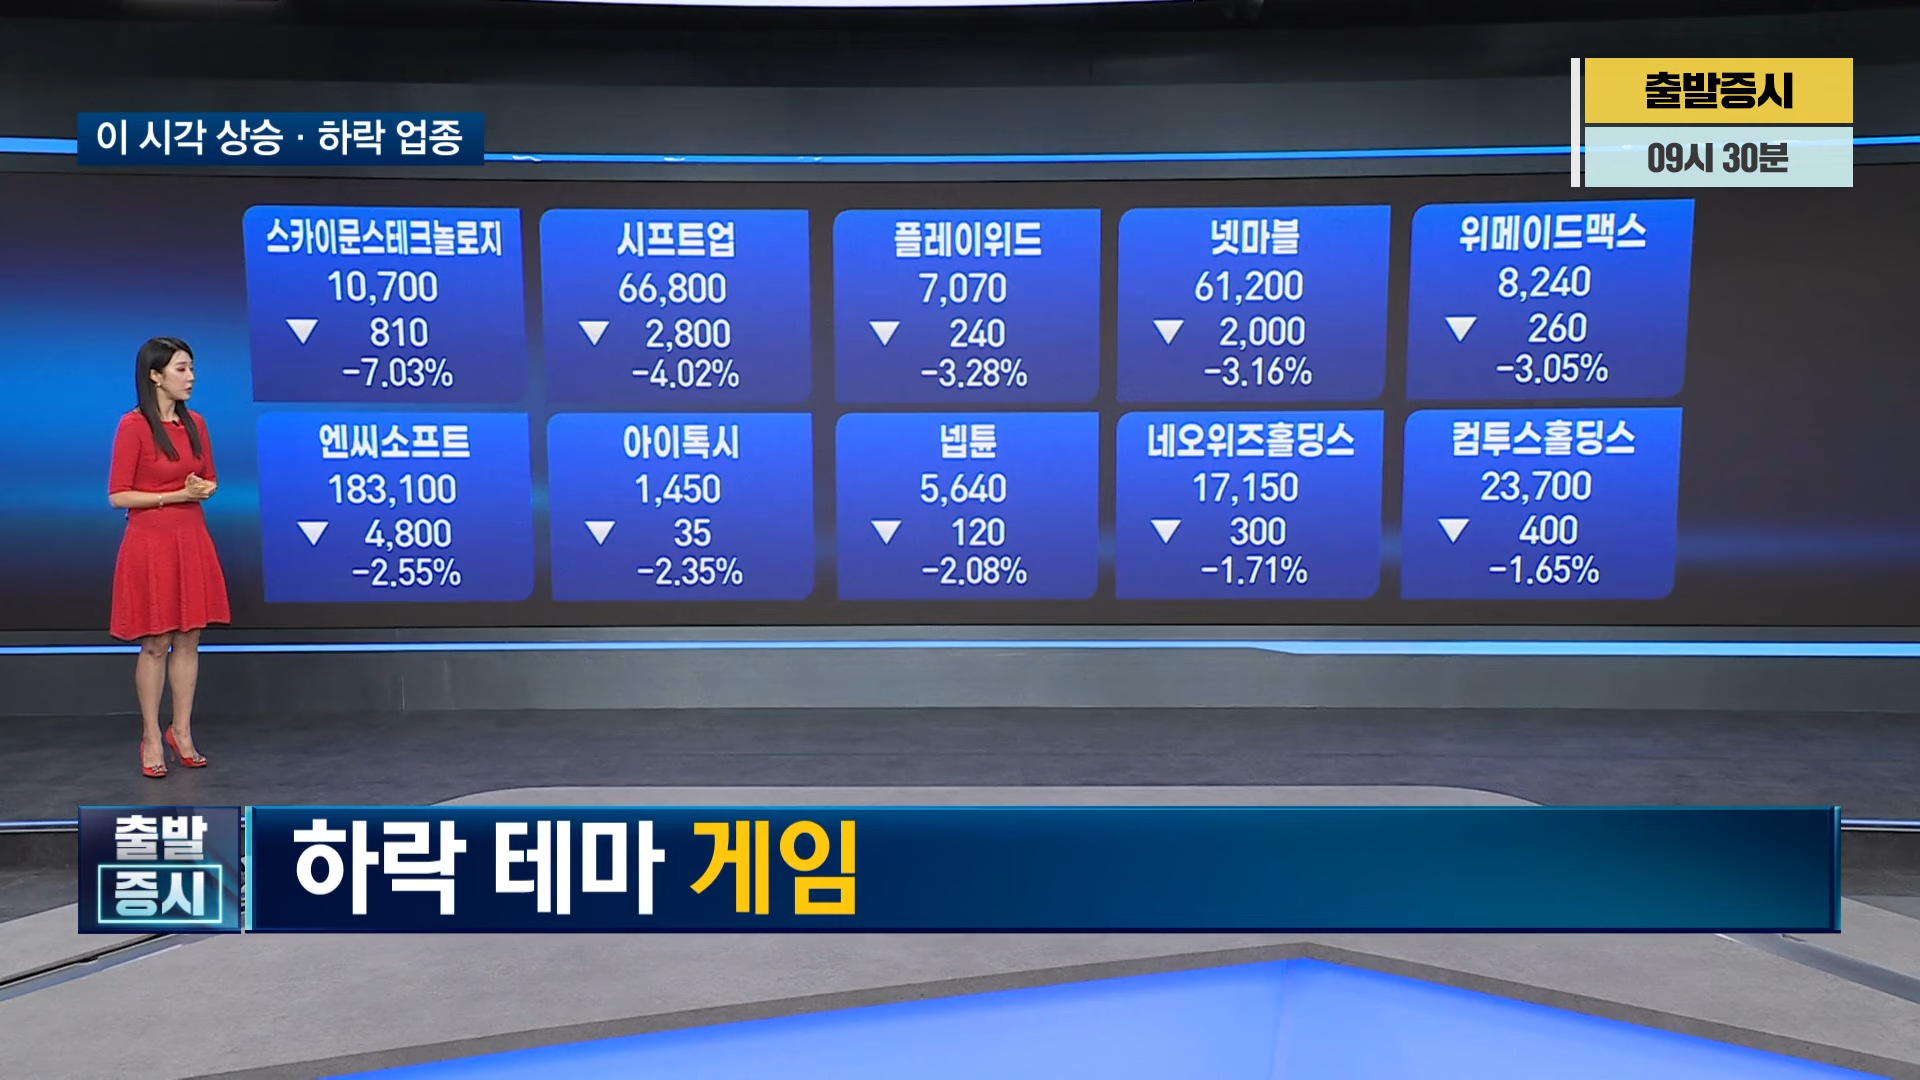 이 시각 상승·하락 업종
출발증시
09시 30분
스카이문스테크놀로지
10,700
▼ 810
-7.03%
시프트업
66,800
▼ 2,800
-4.02%
플레이위드
7,070
▼ 240
-3.28%
넷마블
61,200
▼ 2,000
-3.16%
위메이드맥스
8,240
▼ 260
-3.05%
엔씨소프트
183,100
▼ 4,800
-2.55%
아이톡시
1,450
▼ 35
-2.35%
넵튠
5,640
▼ 120
-2.08%
네오위즈홀딩스
17,150
▼ 300
-1.71%
컴투스홀딩스
23,700
▼ 400
-1.65%
출발
증시
하락 테마 게임